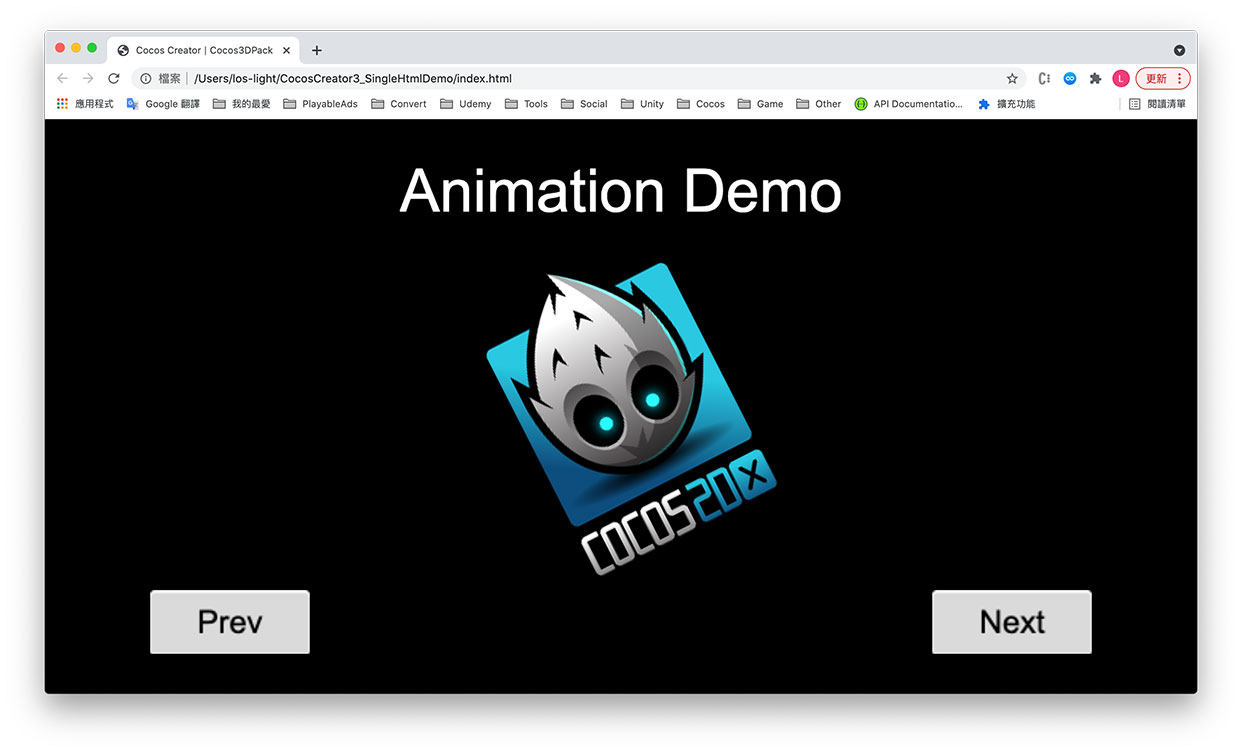 Cocos Creator | Cocos3DPack
檔案 /Users/los-light/CocosCreator3_SingleHtmlDemo/index.html L 更新
應用程式 Google 翻譯 我的最愛 PlayableAds Convert Udemy Tools Social Unity Cocos Game Other API Documentatio... 擴充功能 閱讀清單
Animation Demo
COCOS2DX
Prev Next